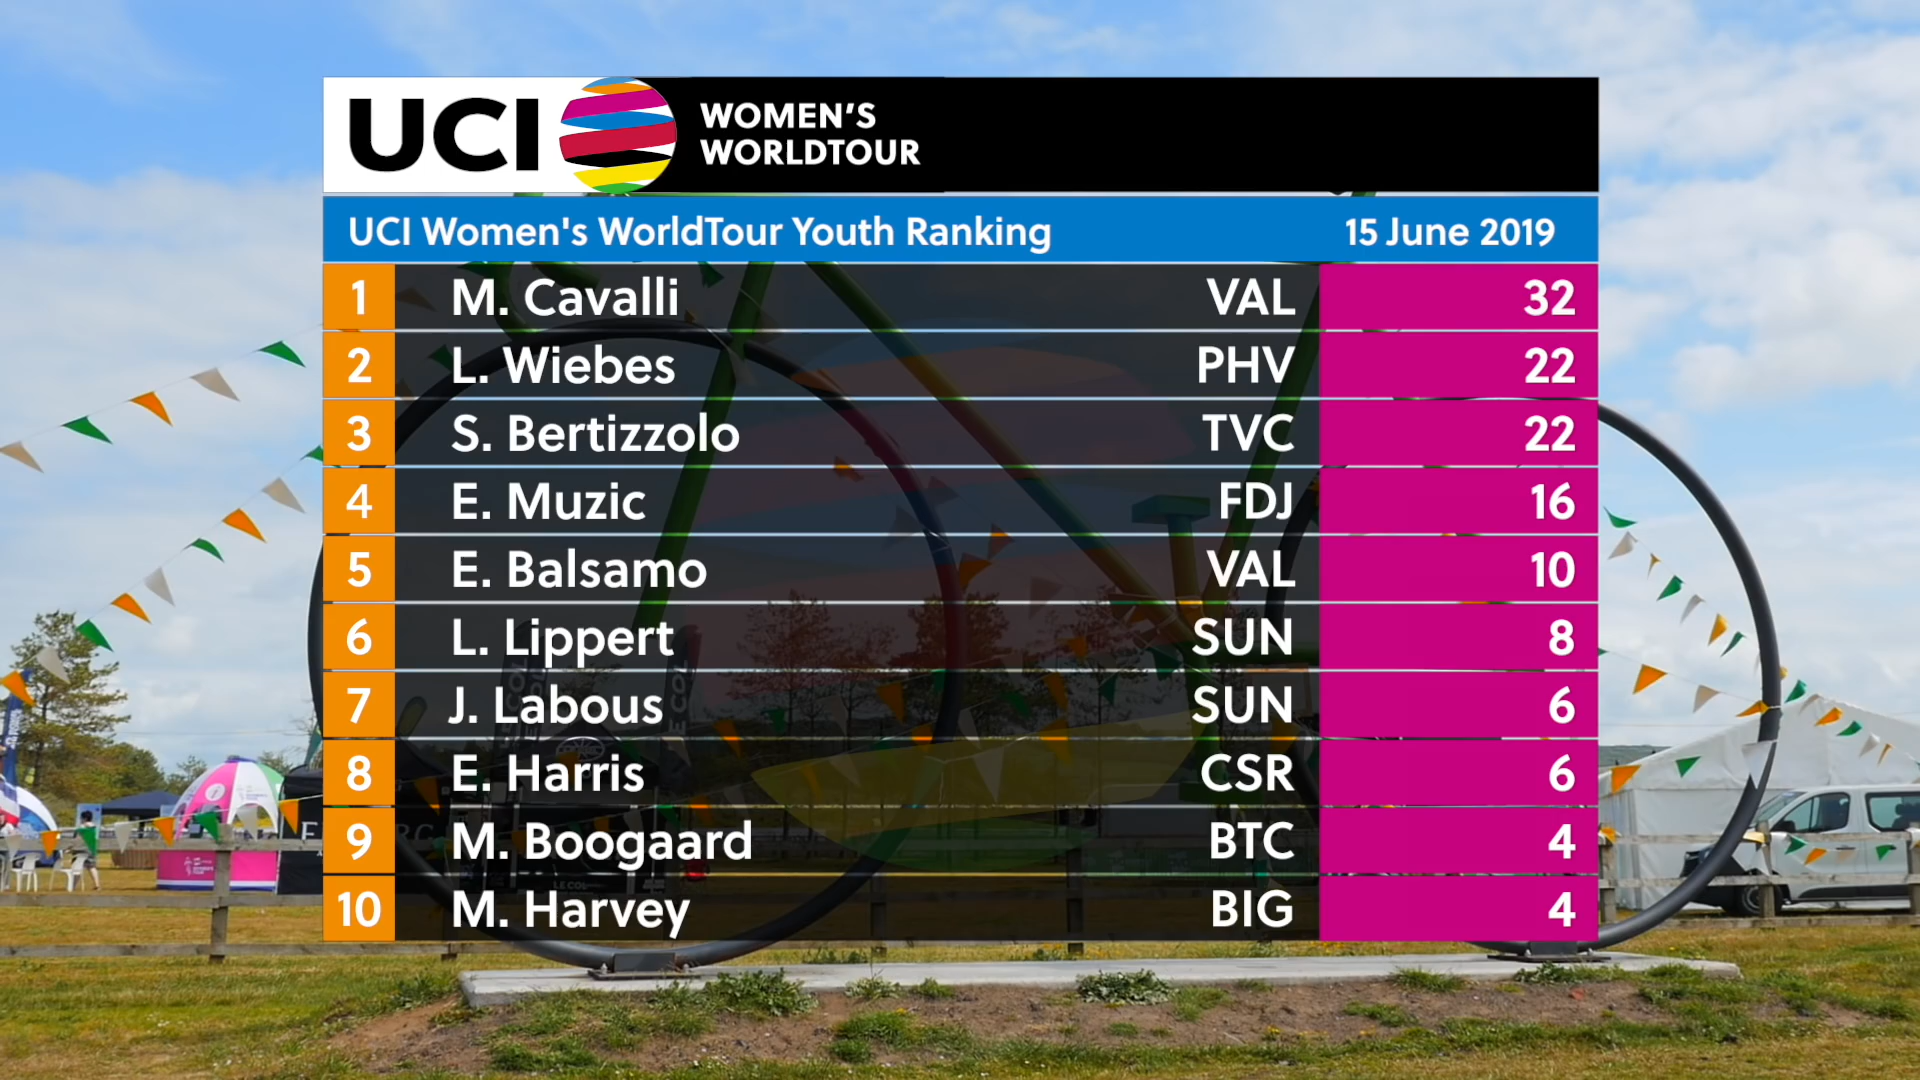 UCI WOMEN'S
WORLDTOUR
UCI Women's WorldTour Youth Ranking 15 June 2019
1 M. Cavalli VAL 32
2 L. Wiebes PHV 22
3 S. Bertizzolo TVC 22
4 E. Muzic FDJ 16
5 E. Balsamo VAL 10
6 L. Lippert SUN 8
7 J. Labous SUN 6
8 E. Harris CSR 6
9 M. Boogaard BTC 4
10 M. Harvey BIG 4
LE COL